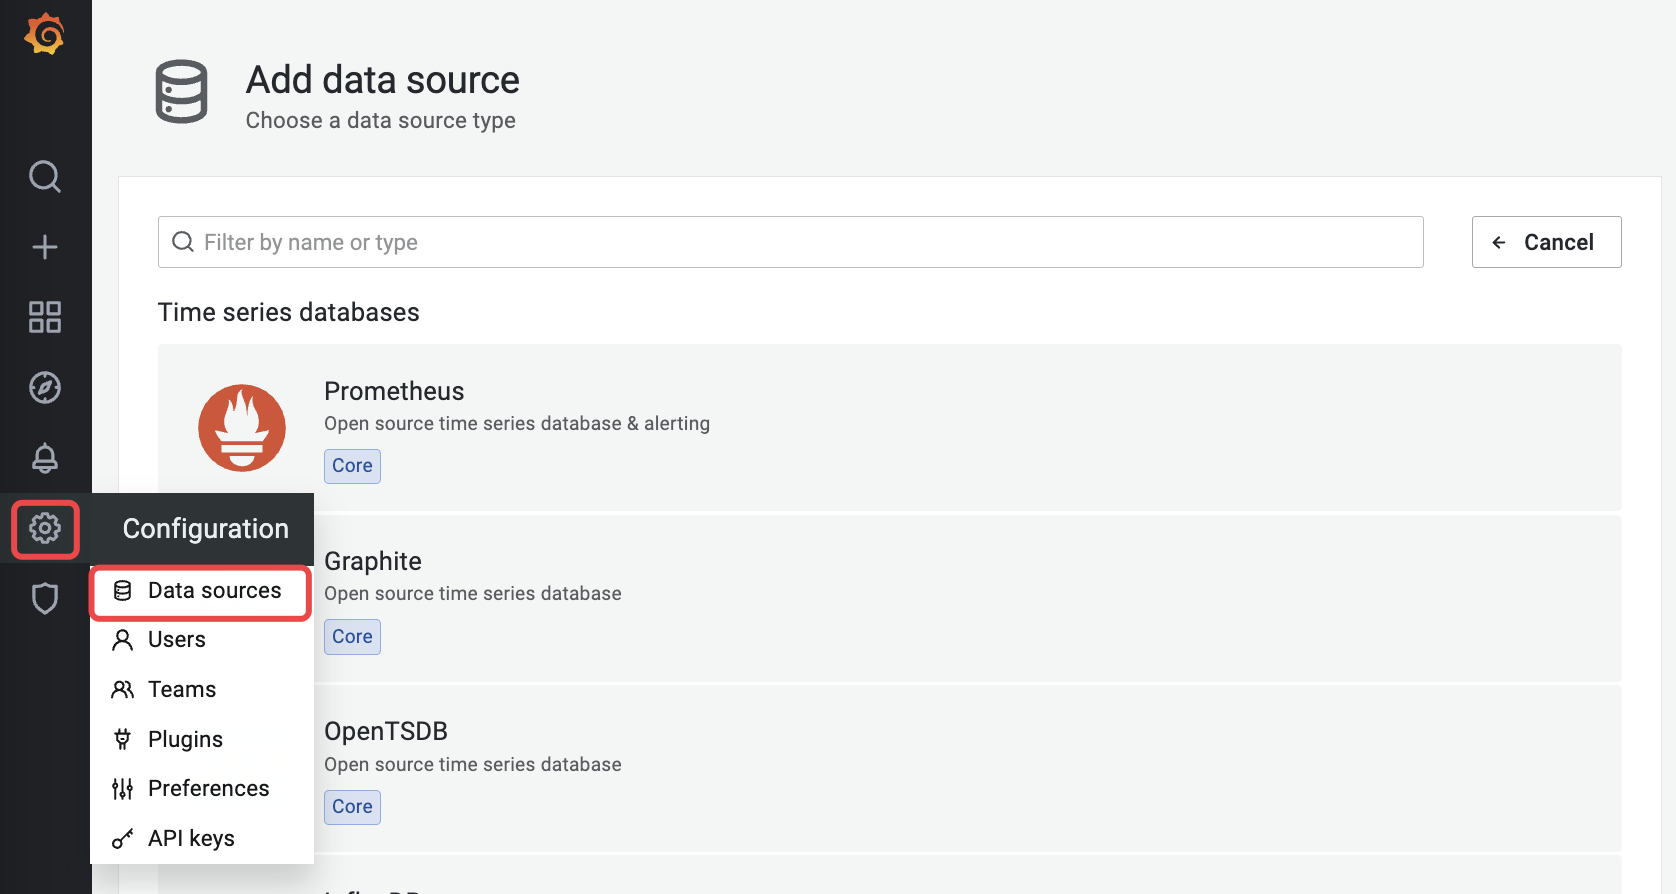 Add data source
Choose a data source type
Filter by name or type
Cancel
Time series databases
Prometheus
Open source time series database & alerting
Core
Configuration
Data sources
Users
Teams
Plugins
Preferences
API keys
Graphite
Open source time series database
Core
OpenTSDB
Open source time series database
Core